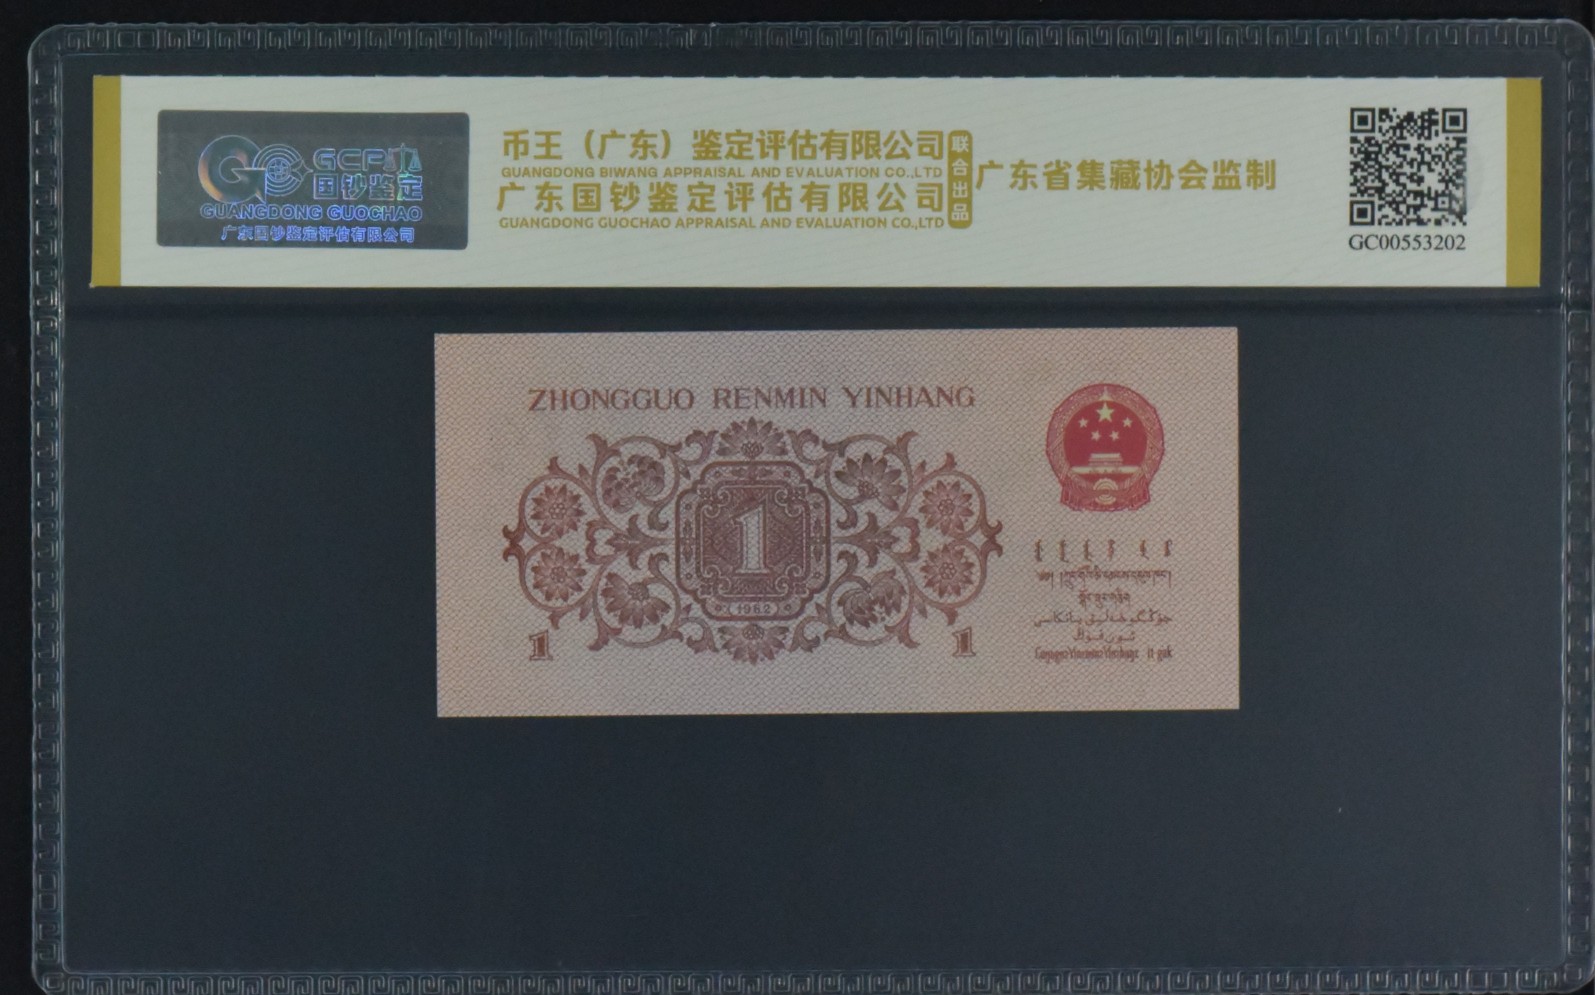 GCP
国钞鉴定
GUANGDONG GUOCHAO
广东国钞鉴定评估有限公司
币王（广东）鉴定评估有限公司
GUANGDONG BIWANG APPRAISAL AND EVALUATION CO.,LTD
广东国钞鉴定评估有限公司
GUANGDONG GUOCHAO APPRAISAL AND EVALUATION CO.,LTD
联合出品
广东省集藏协会监制
GC00553202
ZHONGGUO RENMIN YINHANG
1
(1962)
1
1